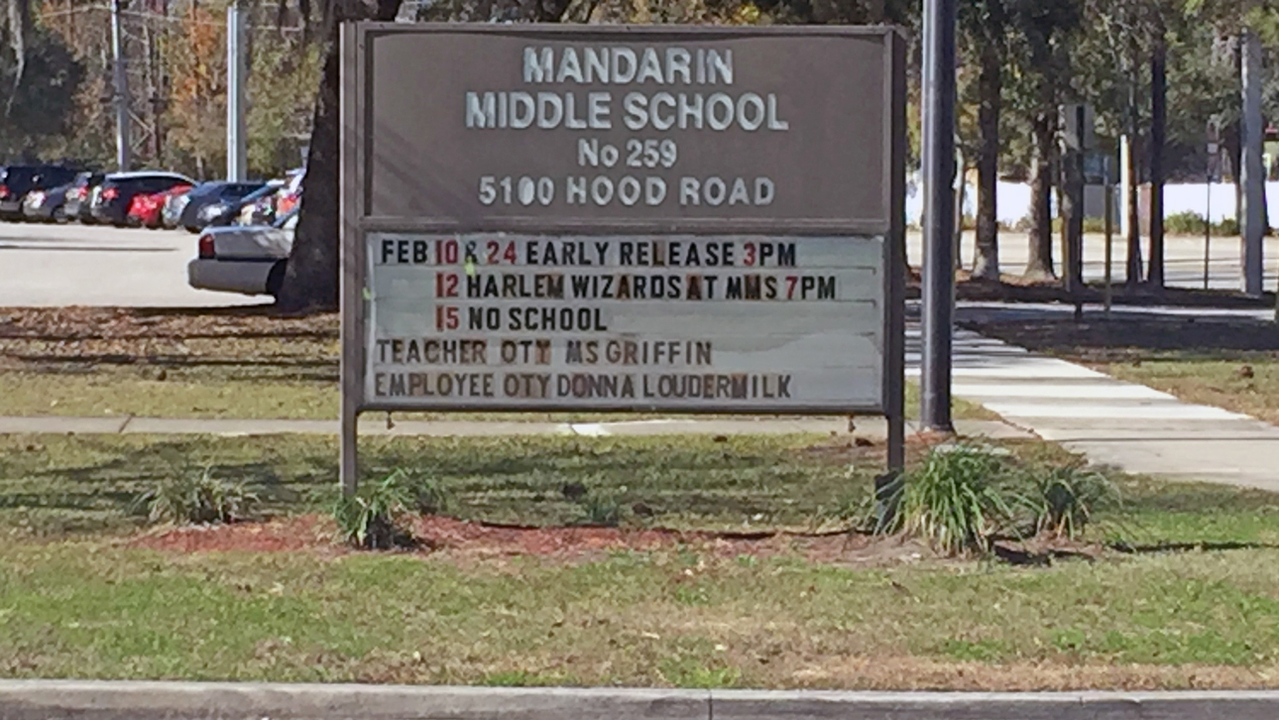 MANDARIN
MIDDLE SCHOOL
No 259
5100 HOOD ROAD
FEB 10 & 24 EARLY RELEASE 3PM
12 HARLEM WIZARDS AT MMS 7PM
15 NO SCHOOL
TEACHER OTY MS GRIFFIN
EMPLOYEE OTY DONNA LOUDERMILK